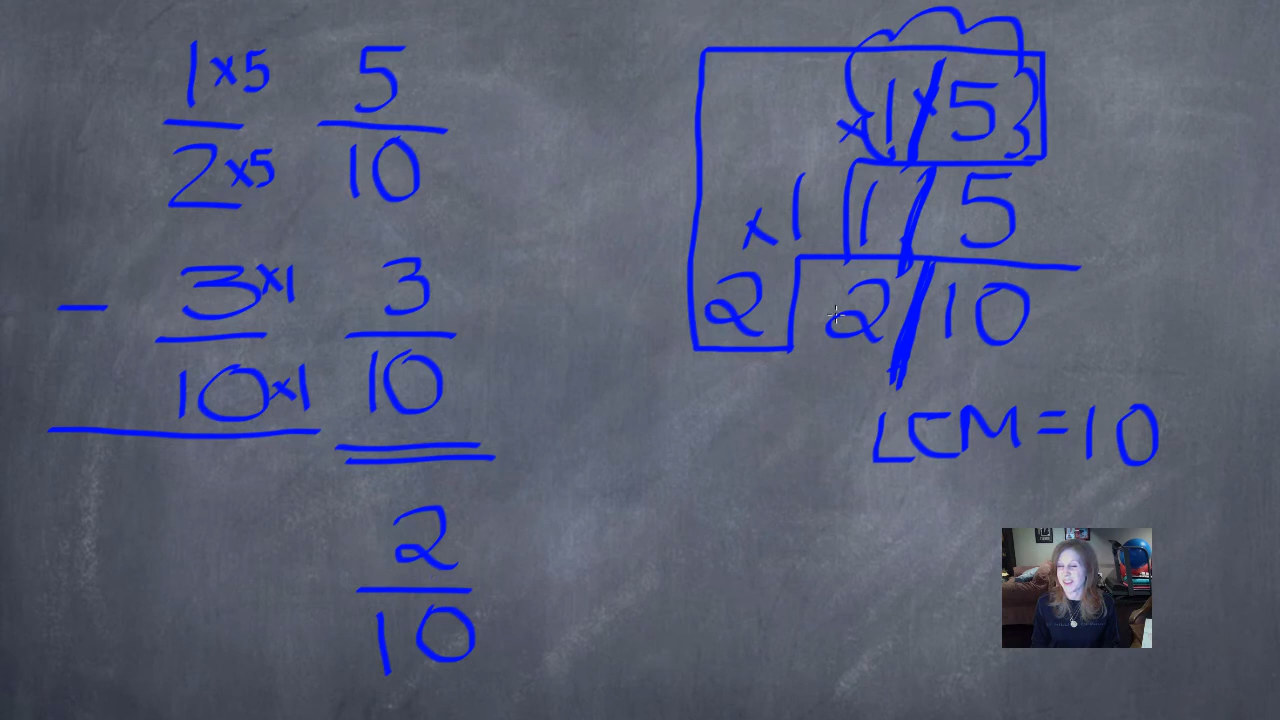 1 ×5 5
2 ×5 10
- 3 ×1 3
10 ×1 10
2
10
× 1 × 5
×1 1 5
2 2 10
LCM = 10